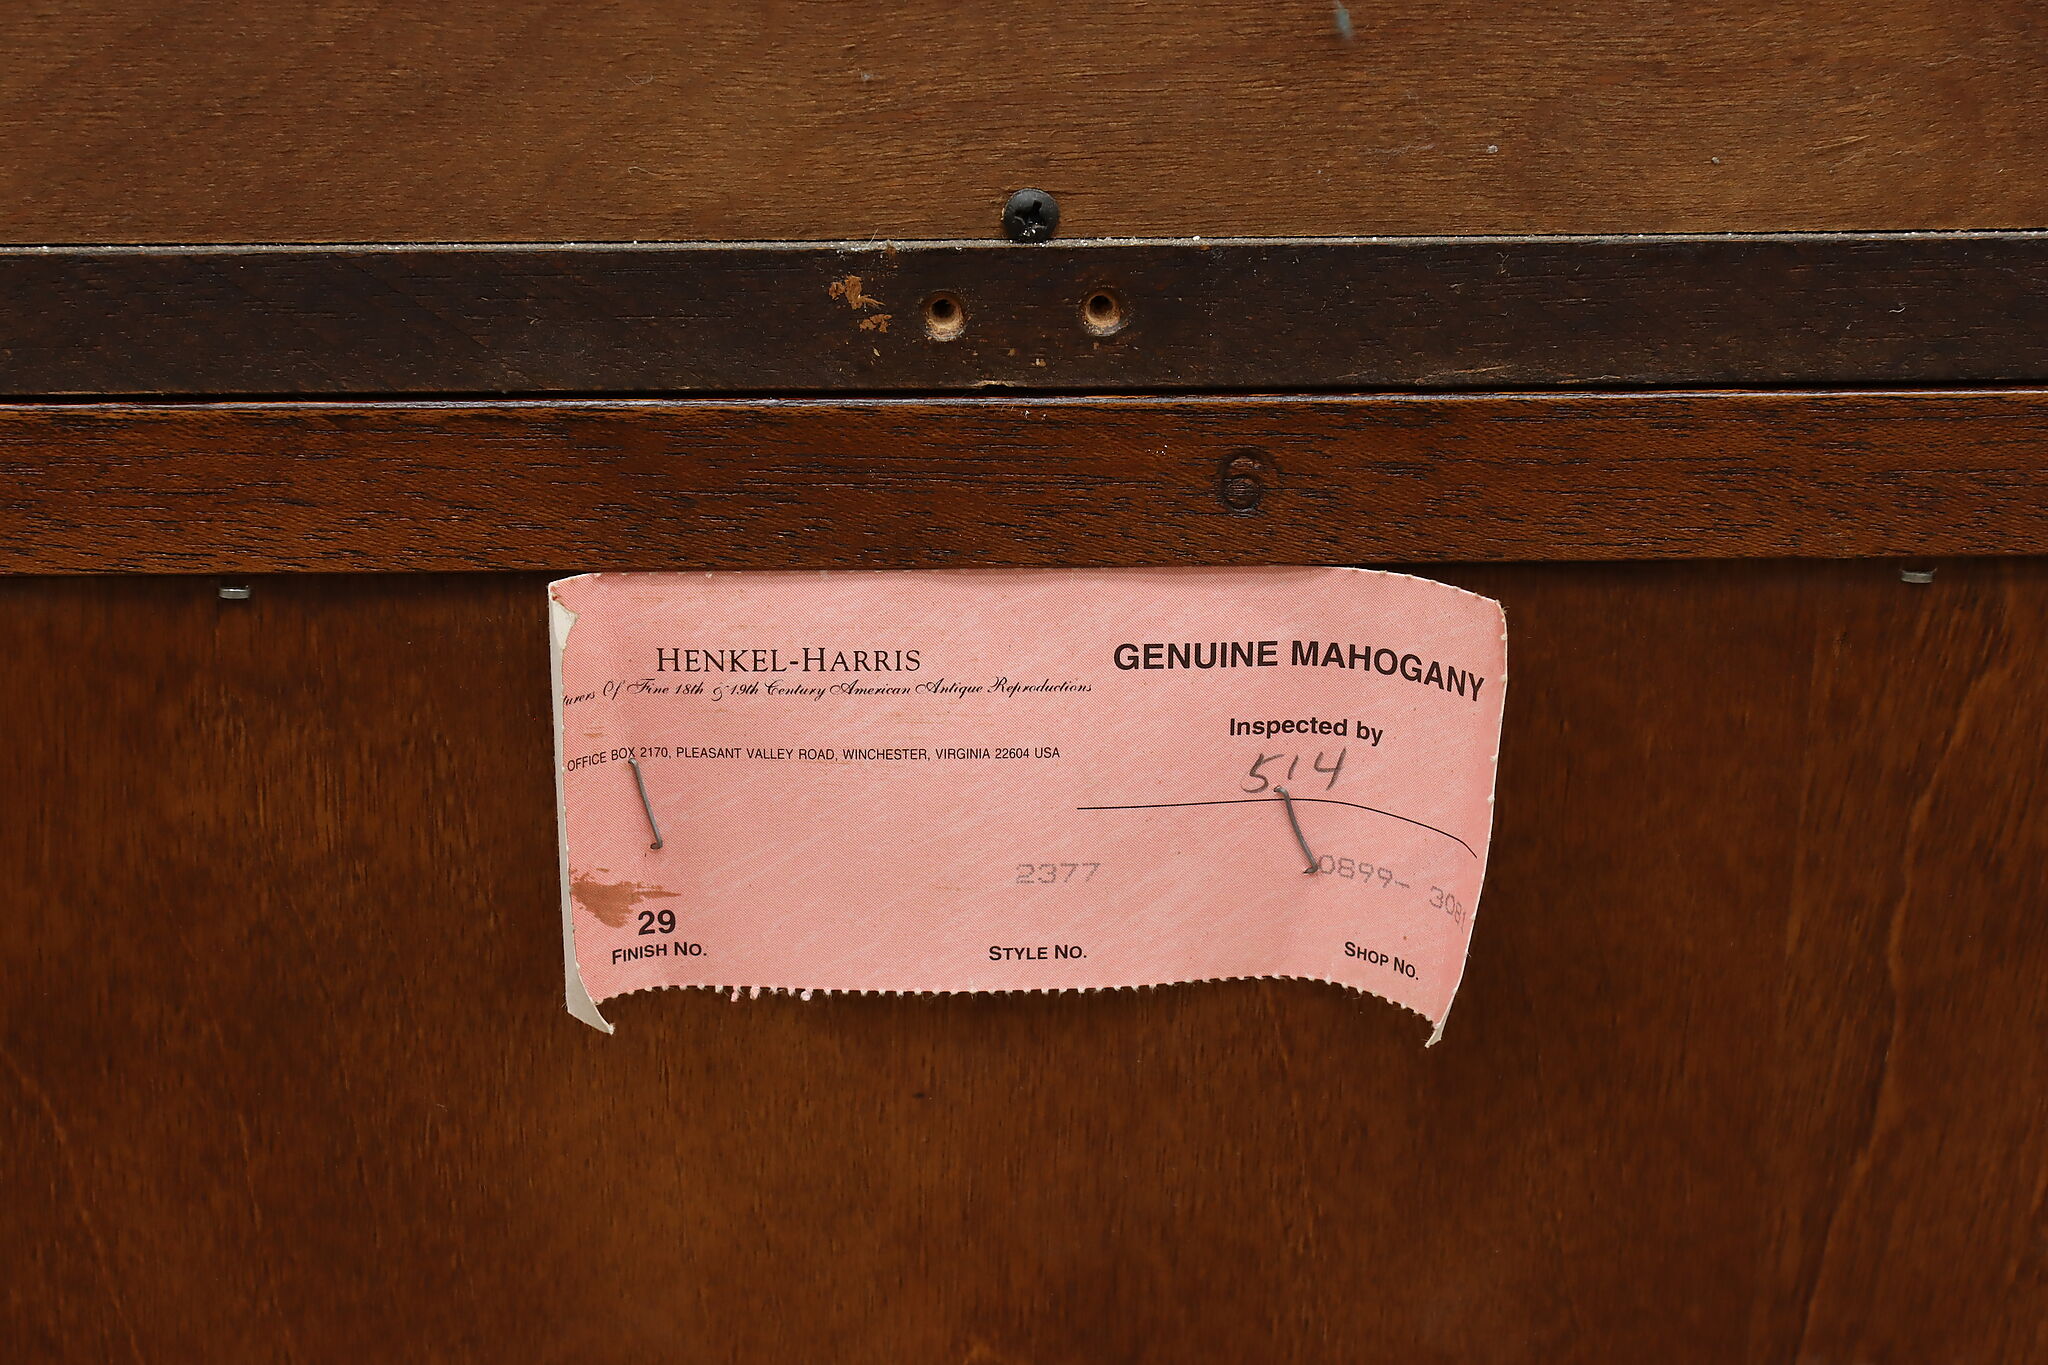 6
HENKEL-HARRIS
Of Fine 18th & 19th Century American Antique Reproductions
OFFICE BOX 2170, PLEASANT VALLEY ROAD, WINCHESTER, VIRGINIA 22604 USA
GENUINE MAHOGANY
Inspected by
514
2377
0899- 3081
29
FINISH NO.
STYLE NO.
SHOP NO.